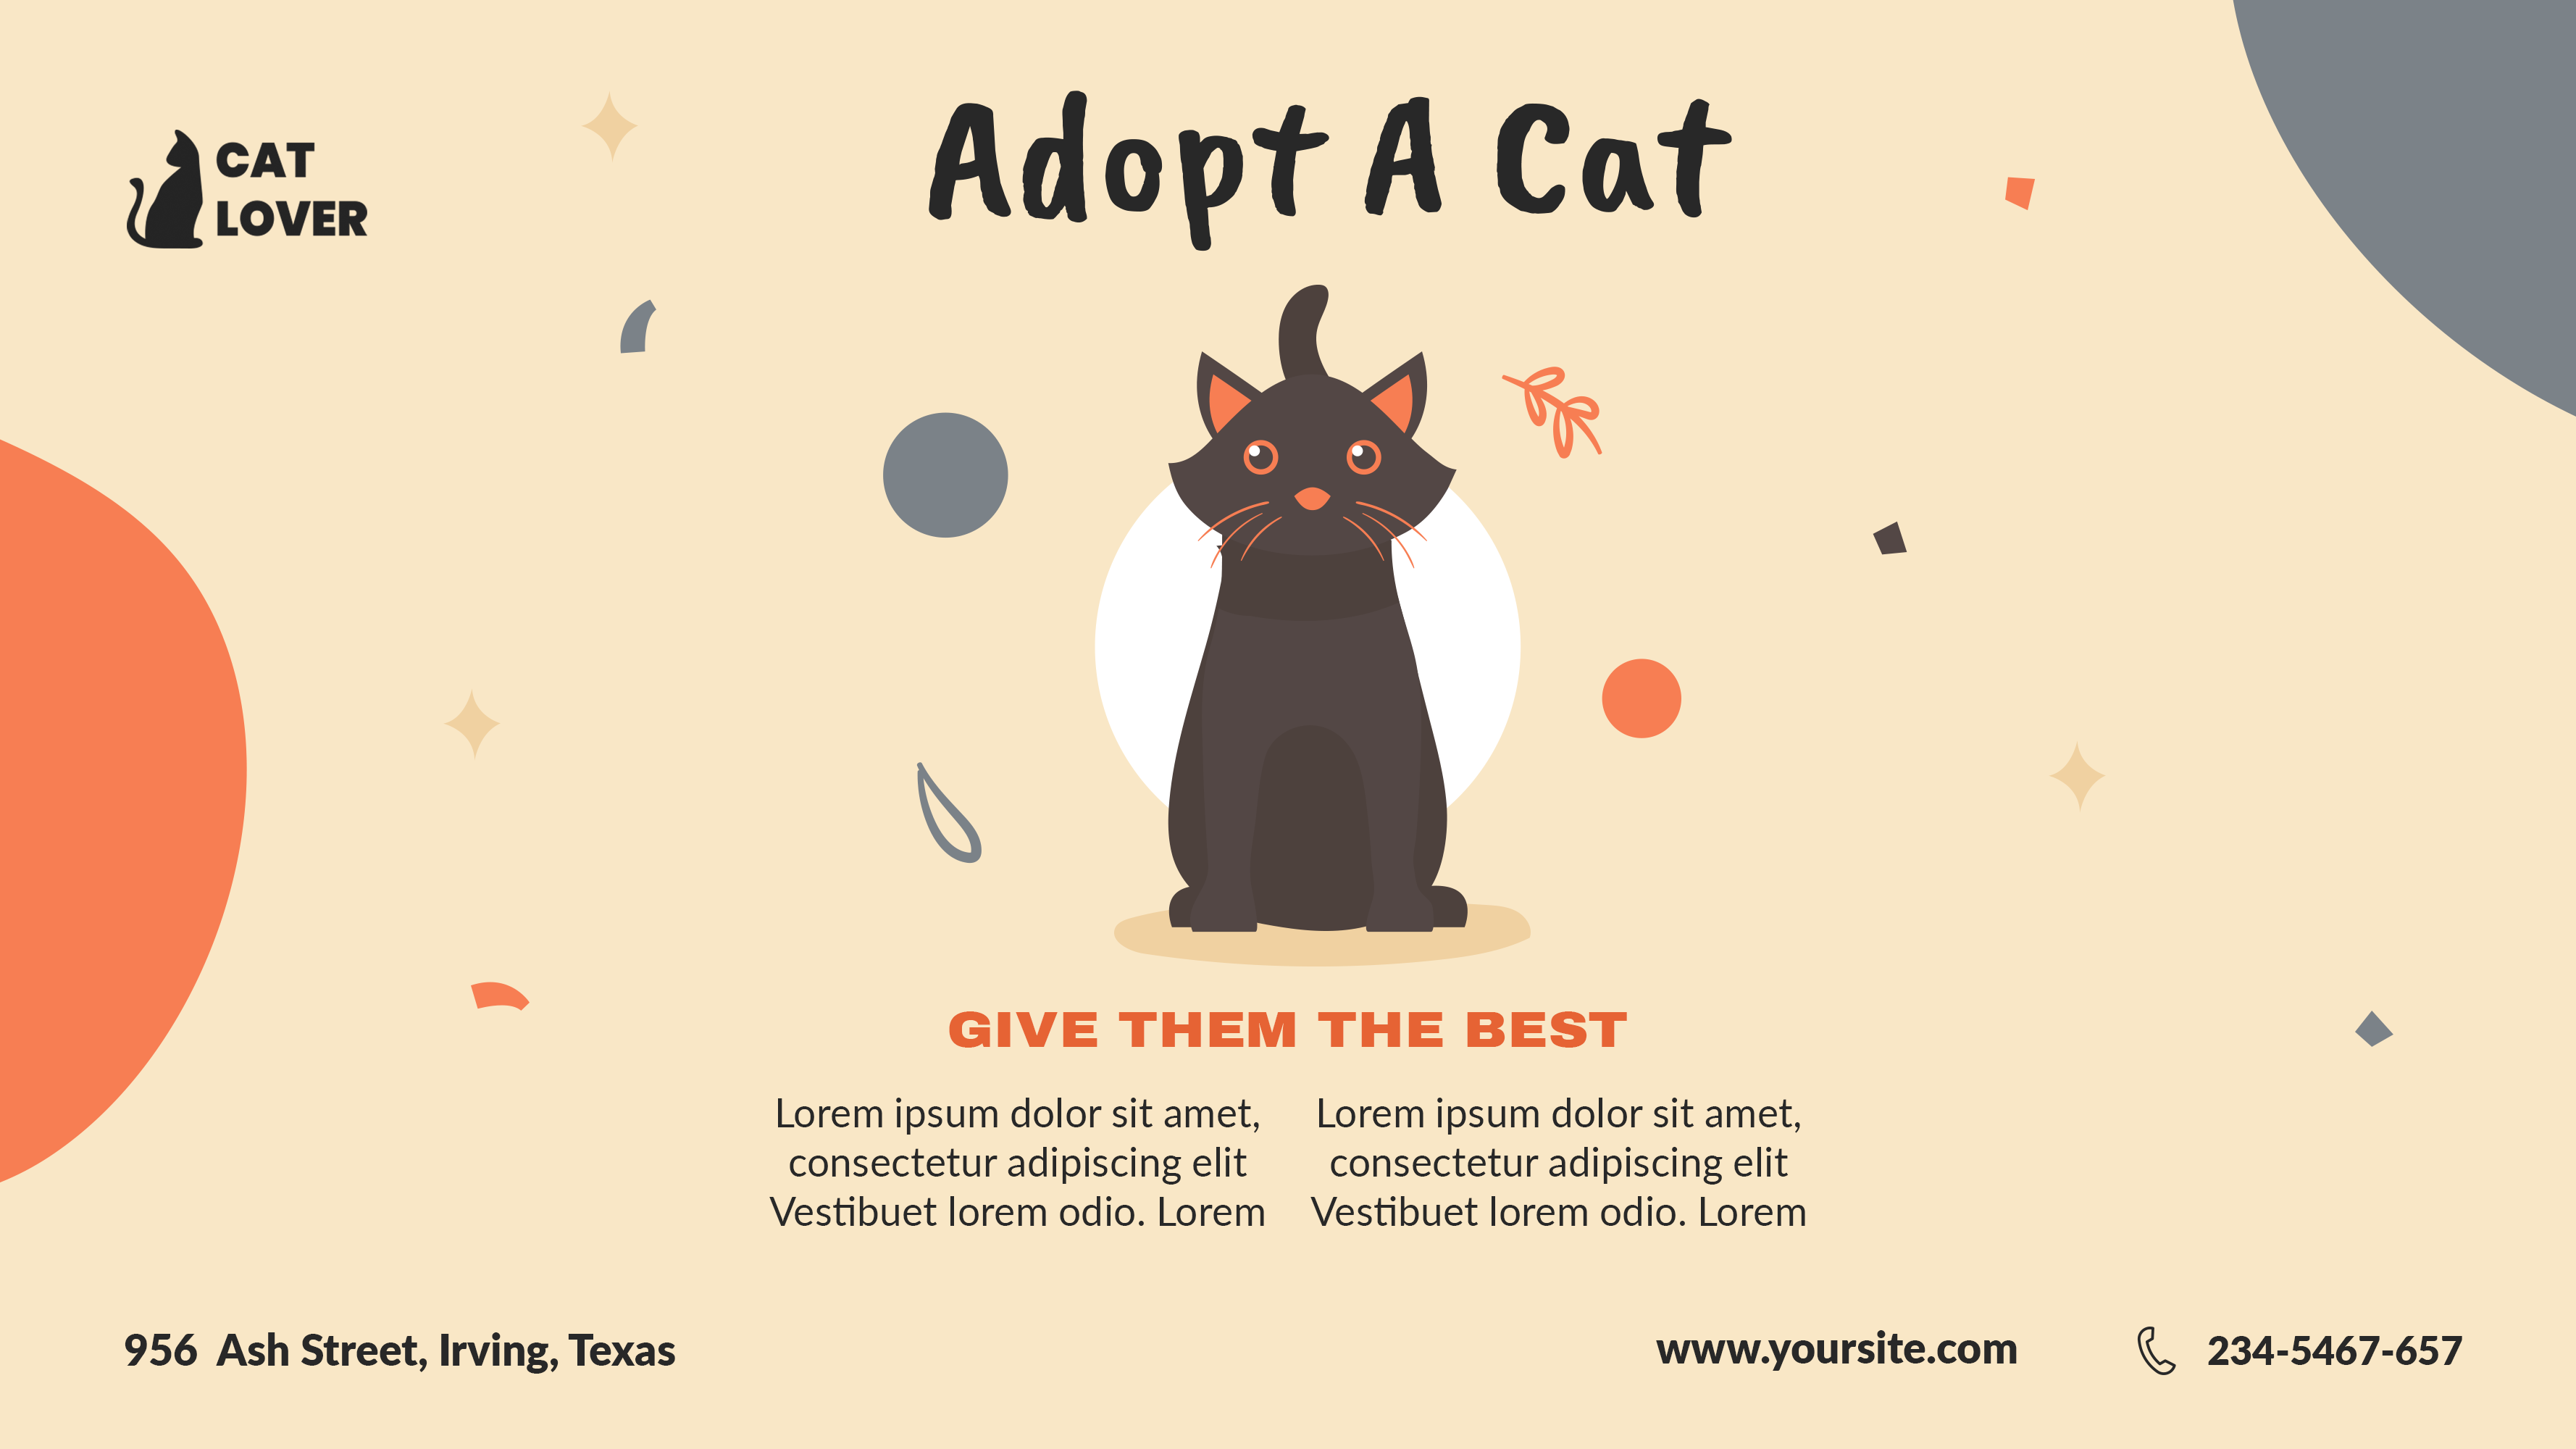 CAT
LOVER
Adopt A Cat
GIVE THEM THE BEST
Lorem ipsum dolor sit amet,
consectetur adipiscing elit
Vestibuet lorem odio. Lorem
Lorem ipsum dolor sit amet,
consectetur adipiscing elit
Vestibuet lorem odio. Lorem
956 Ash Street, Irving, Texas
www.yoursite.com
234-5467-657